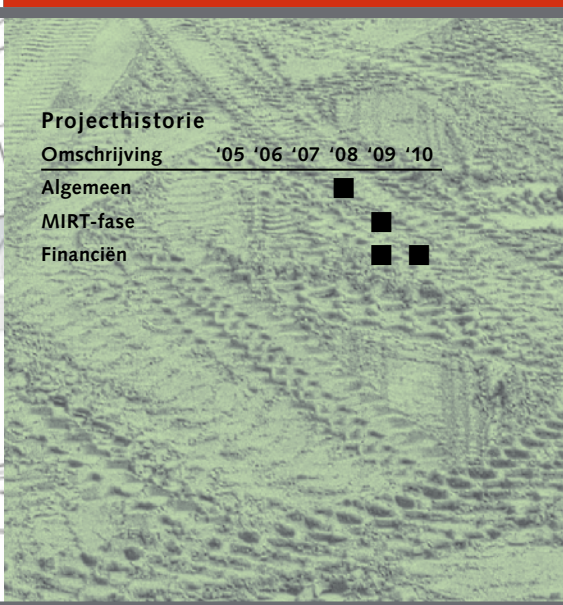 Projecthistorie
Omschrijving ‘05 ‘06 ‘07 ‘08 ‘09 ‘10
Algemeen ■
MIRT-fase ■
Financiën ■ ■